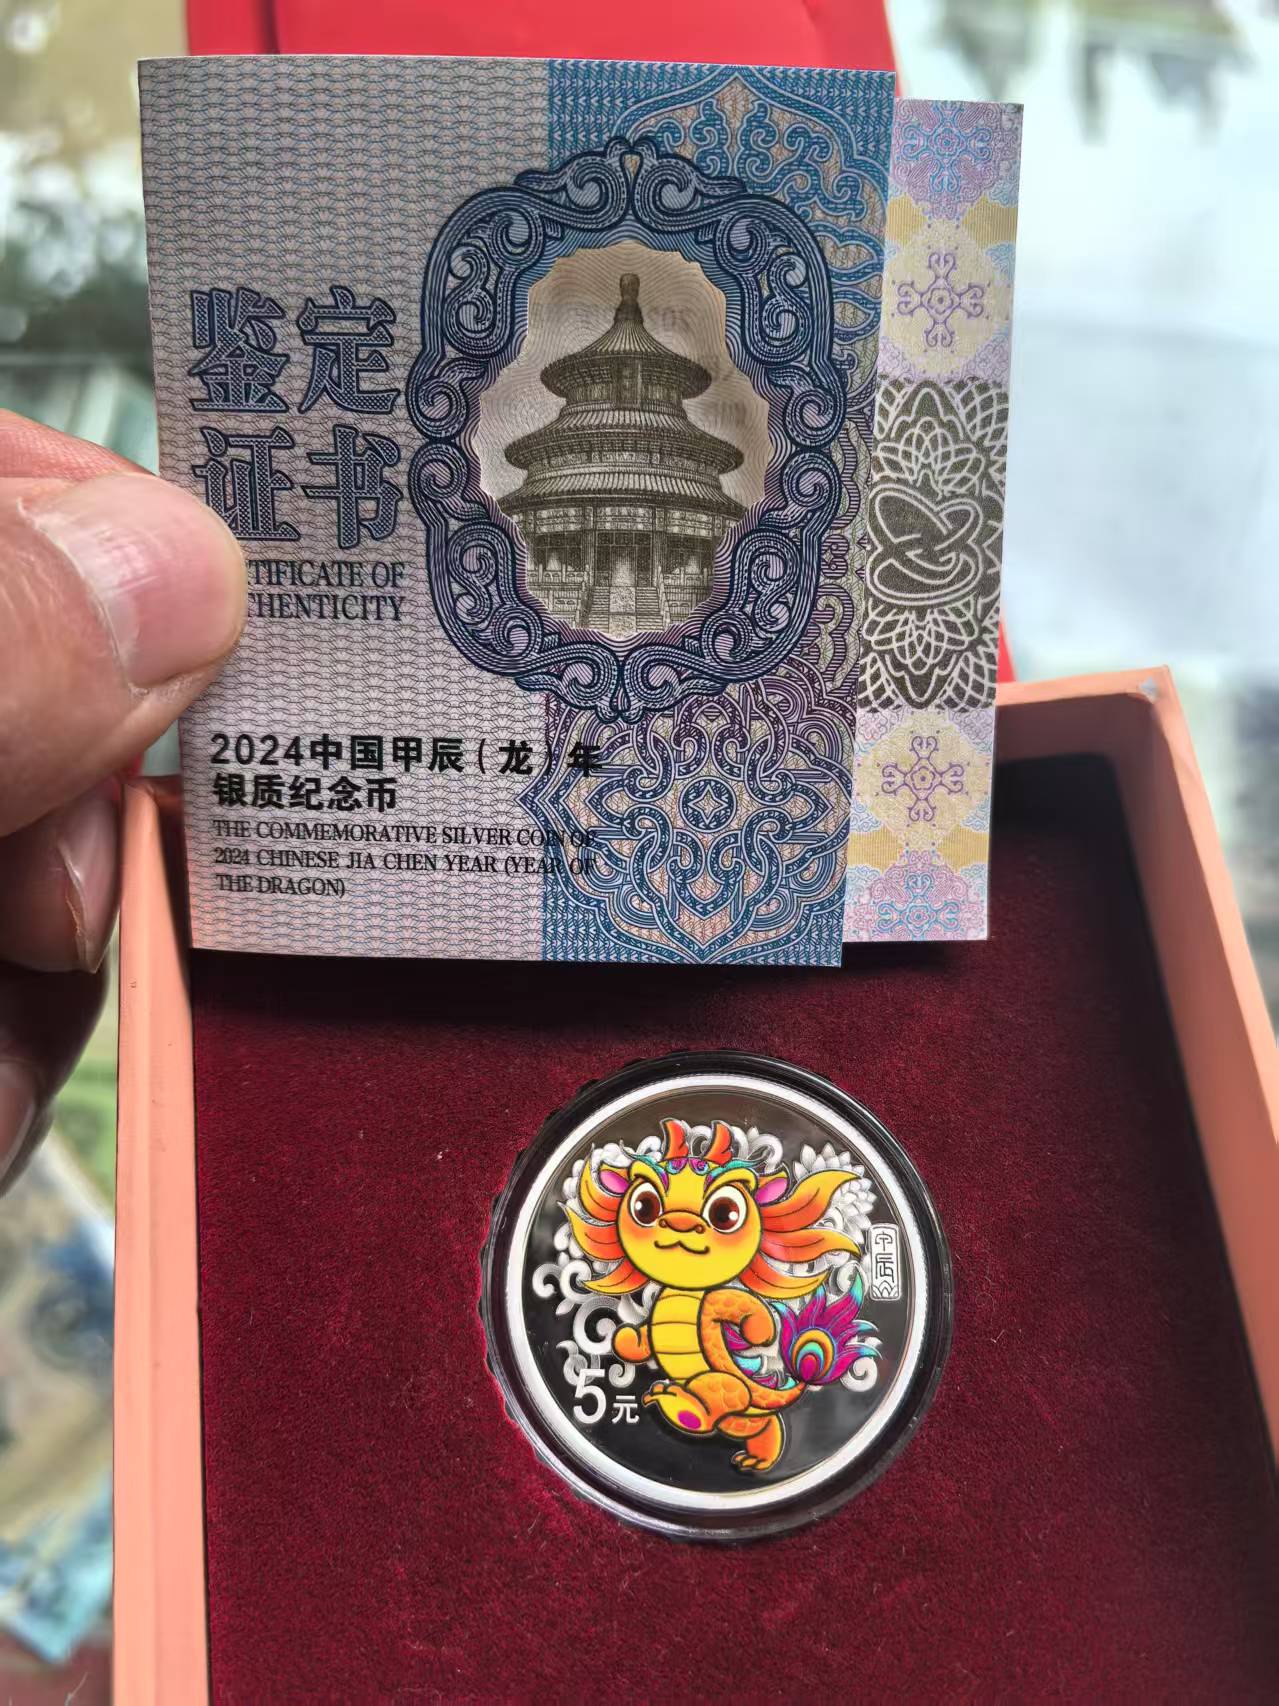 鉴定
证书
TIFICATE OF
THENTICITY
2024中国甲辰(龙)年
银质纪念币
THE COMMEMORATIVE SILVER COIN OF
2024 CHINESE JIA CHEN YEAR (YEAR OF
THE DRAGON)
甲辰
5元